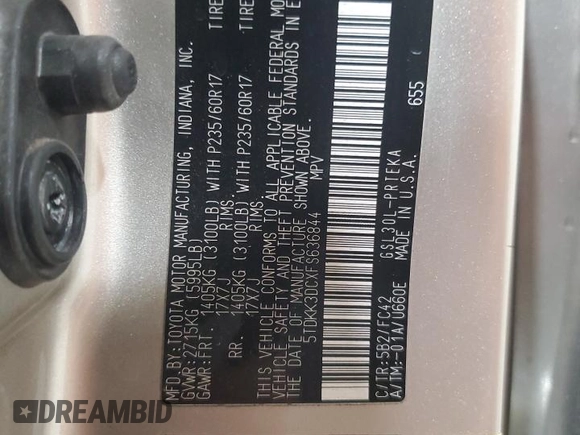 MFD.BY:TOYOTA MOTOR MANUFACTURING, INDIANA, INC.
GVWR:2715KG (5995LB)
GAWR:FRT. 1405KG (3100LB) WITH P235/60R17 TIRE
17X7J RIMS.
RR. 1405KG (3100LB) WITH P235/60R17 TIRE
17X7J RIMS.
THIS VEHICLE CONFORMS TO ALL APPLICABLE FEDERAL MO
VEHICLE SAFETY AND THEFT PREVENTION STANDARDS IN E
THE DATE OF MANUFACTURE SHOWN ABOVE.
5TDKK3DCXFS636844 MPV
C/TR:5B2/FC42 GSL30L-PRTEKA
A/TM:-01A/U660E MADE IN U.S.A.
655
DREAMBID